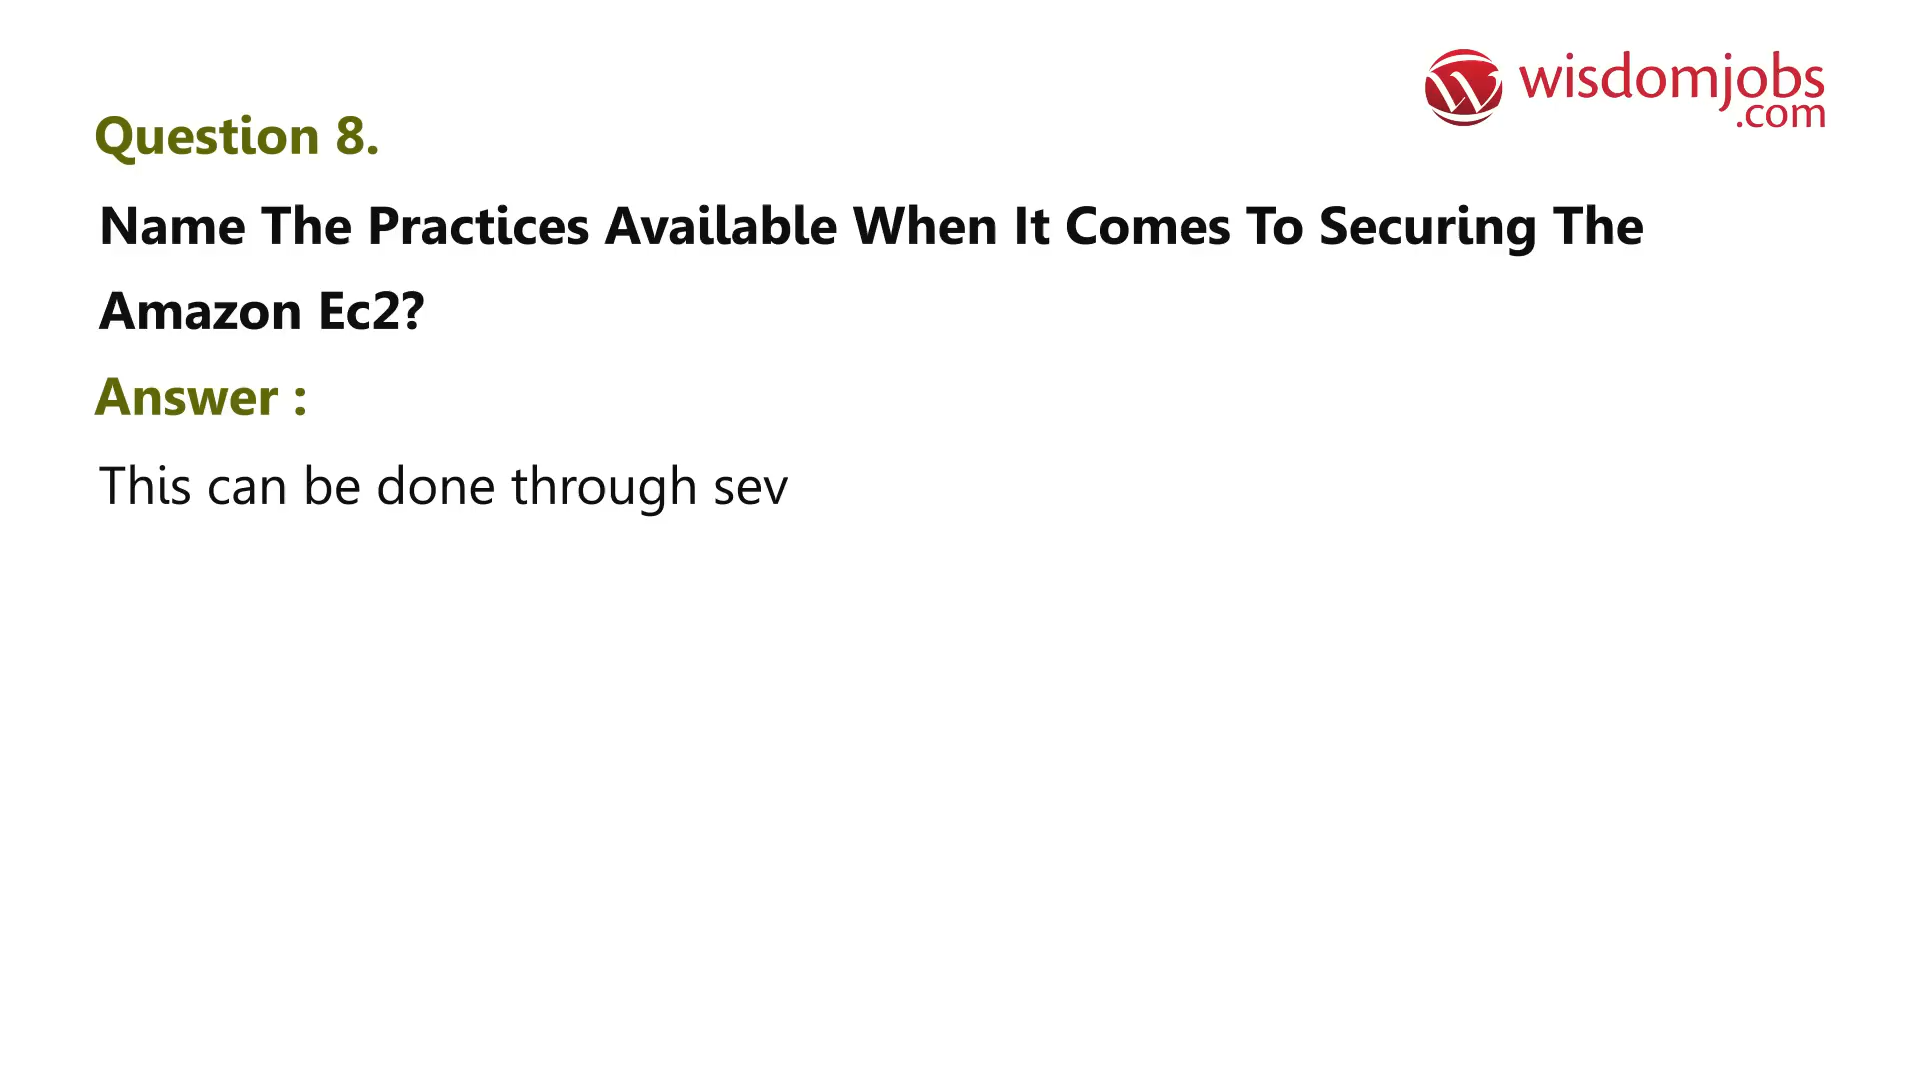 wisdomjobs
.com
Question 8.
Name The Practices Available When It Comes To Securing The
Amazon Ec2?
Answer :
This can be done through sev